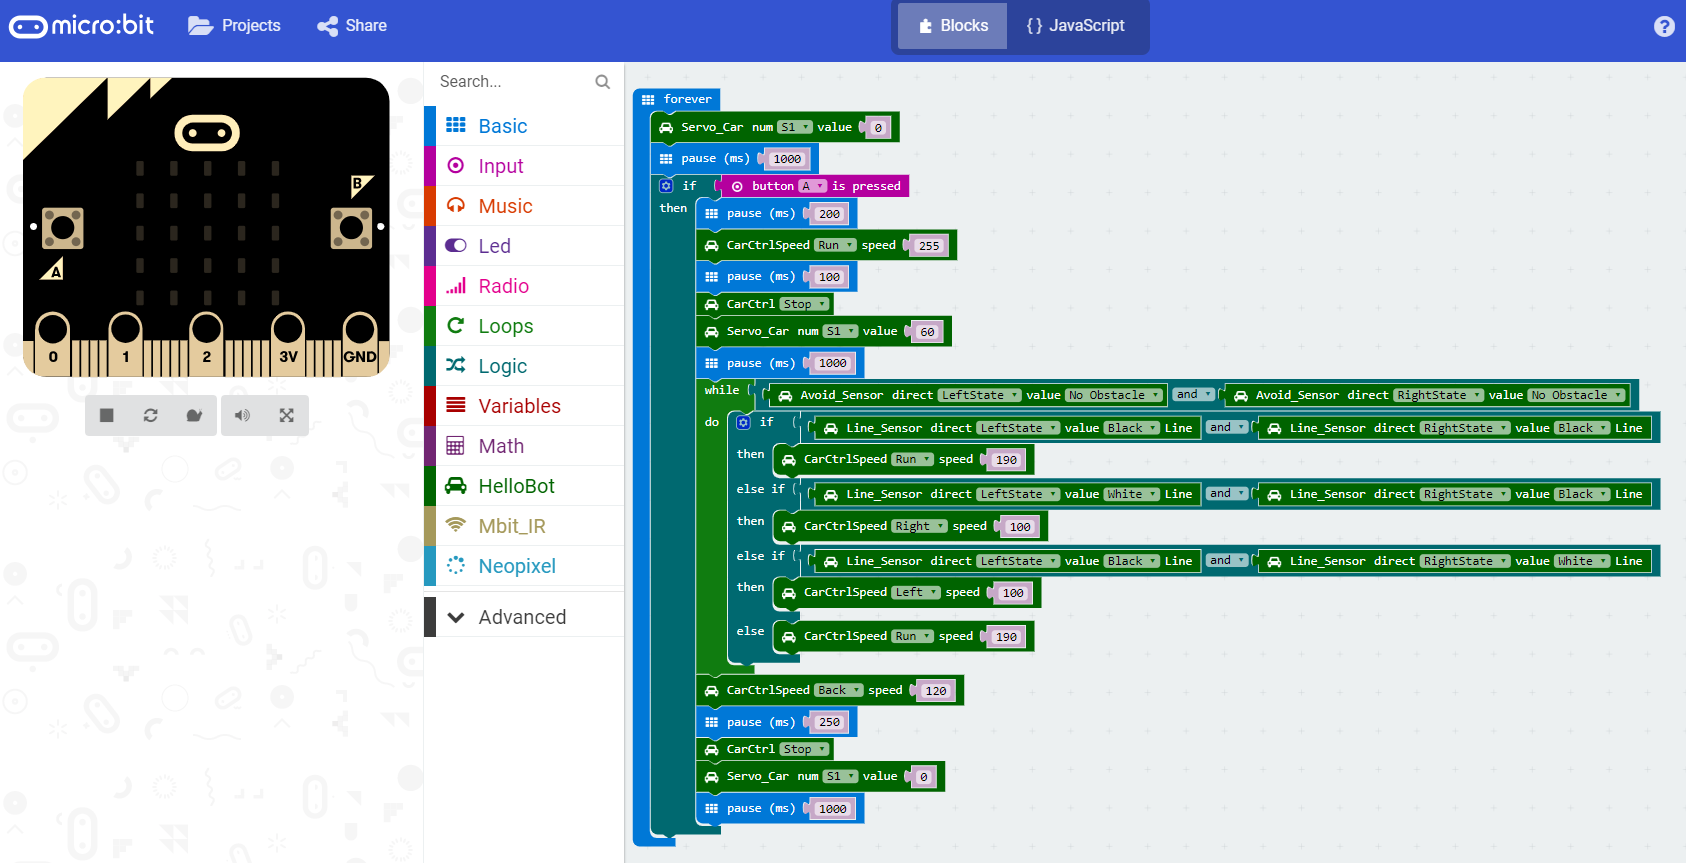 micro:bit Projects Share Blocks {} JavaScript ?
B
A
0 1 2 3V GND
Search...
Basic
Input
Music
Led
Radio
Loops
Logic
Variables
Math
HelloBot
Mbit_IR
Neopixel
Advanced
forever
Servo_Car num S1 value 0
pause (ms) 1000
if button A is pressed
then
pause (ms) 200
CarCtrlSpeed Run speed 255
pause (ms) 100
CarCtrl Stop
Servo_Car num S1 value 60
pause (ms) 1000
while Avoid_Sensor direct LeftState value No Obstacle and Avoid_Sensor direct RightState value No Obstacle
do if Line_Sensor direct LeftState value Black Line and Line_Sensor direct RightState value Black Line
then CarCtrlSpeed Run speed 190
else if Line_Sensor direct LeftState value White Line and Line_Sensor direct RightState value Black Line
then CarCtrlSpeed Right speed 100
else if Line_Sensor direct LeftState value Black Line and Line_Sensor direct RightState value White Line
then CarCtrlSpeed Left speed 100
else CarCtrlSpeed Run speed 190
CarCtrlSpeed Back speed 120
pause (ms) 250
CarCtrl Stop
Servo_Car num S1 value 0
pause (ms) 1000